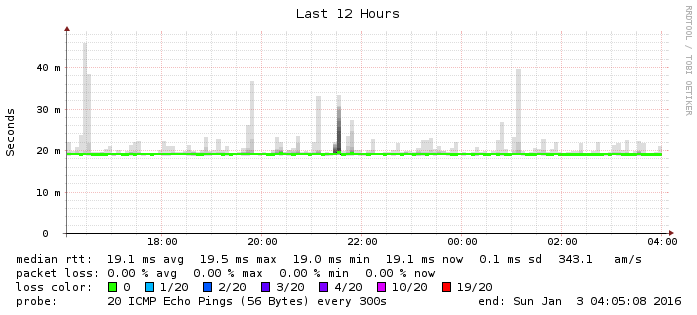 Last 12 Hours
RRDTOOL / TOBI OETIKER
Seconds
40 m
30 m
20 m
10 m
0
18:00 20:00 22:00 00:00 02:00 04:00
median rtt: 19.1 ms avg 19.5 ms max 19.0 ms min 19.1 ms now 0.1 ms sd 343.1 am/s
packet loss: 0.00 % avg 0.00 % max 0.00 % min 0.00 % now
loss color: 0 1/20 2/20 3/20 4/20 10/20 19/20
probe: 20 ICMP Echo Pings (56 Bytes) every 300s end: Sun Jan 3 04:05:08 2016